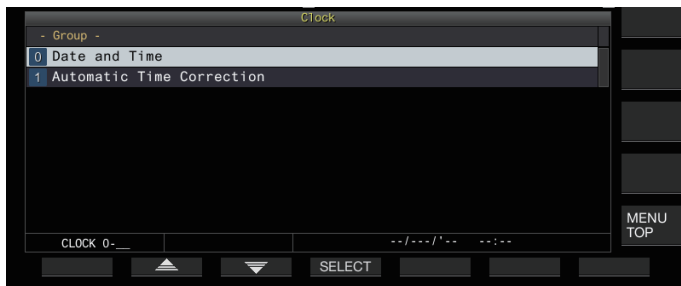 Clock
- Group -
0 Date and Time
1 Automatic Time Correction
MENU
TOP
CLOCK 0-__ --/---/'-- --:--
SELECT